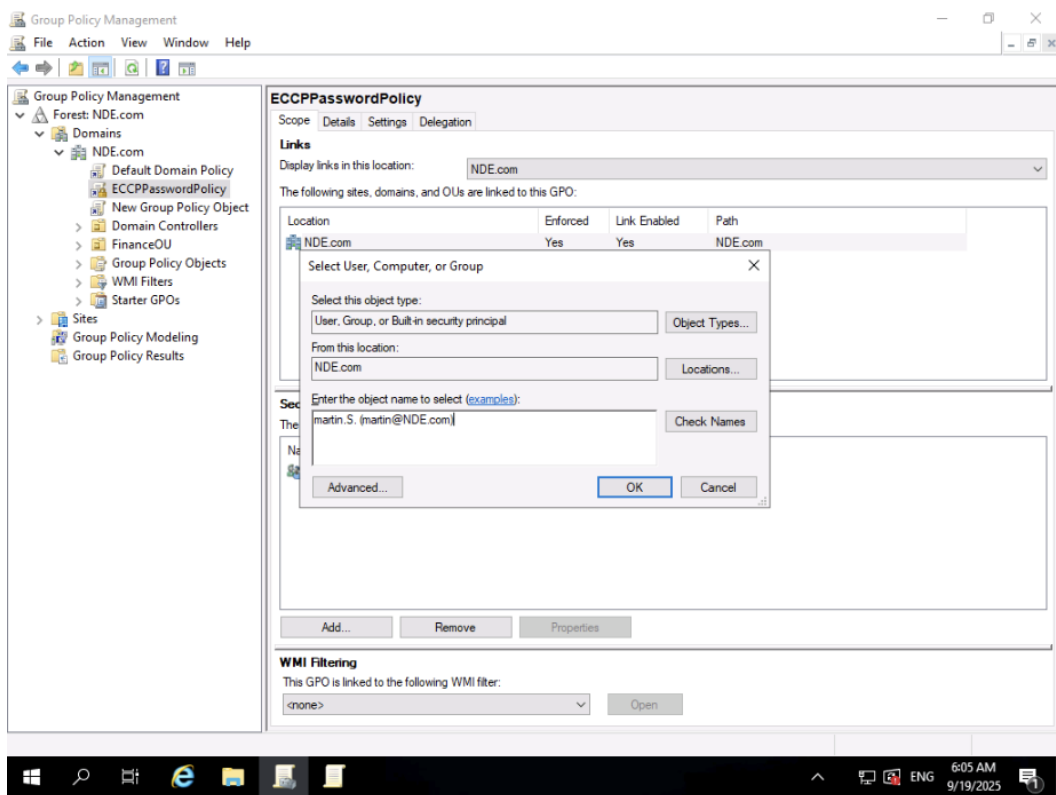 Group Policy Management
File Action View Window Help
Group Policy Management
Forest: NDE.com
Domains
NDE.com
Default Domain Policy
ECCPPasswordPolicy
New Group Policy Object
Domain Controllers
FinanceOU
Group Policy Objects
WMI Filters
Starter GPOs
Sites
Group Policy Modeling
Group Policy Results
ECCPPasswordPolicy
Scope Details Settings Delegation
Links
Display links in this location: NDE.com
The following sites, domains, and OUs are linked to this GPO:
Location Enforced Link Enabled Path
NDE.com Yes Yes NDE.com
Select User, Computer, or Group
Select this object type:
User, Group, or Built-in security principal Object Types...
From this location:
NDE.com Locations...
Enter the object name to select (examples):
martin.S. (martin@NDE.com) Check Names
Advanced... OK Cancel
Sec
The
Na
Add... Remove Properties
WMI Filtering
This GPO is linked to the following WMI filter:
<none> Open
ENG 6:05 AM
9/19/2025 1